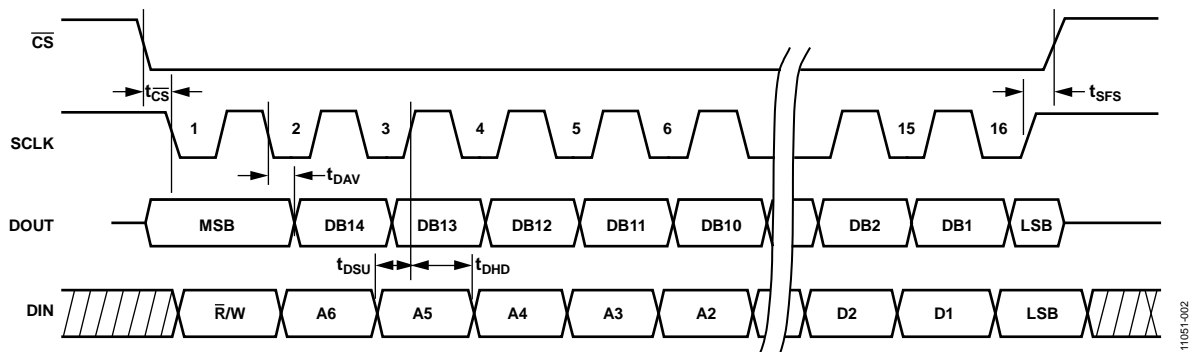 CS
tCS
tSFS
SCLK
1 2 3 4 5 6 15 16
tDAV
DOUT
MSB DB14 DB13 DB12 DB11 DB10 DB2 DB1 LSB
tDSU tDHD
DIN
R/W A6 A5 A4 A3 A2 D2 D1 LSB
11051-002